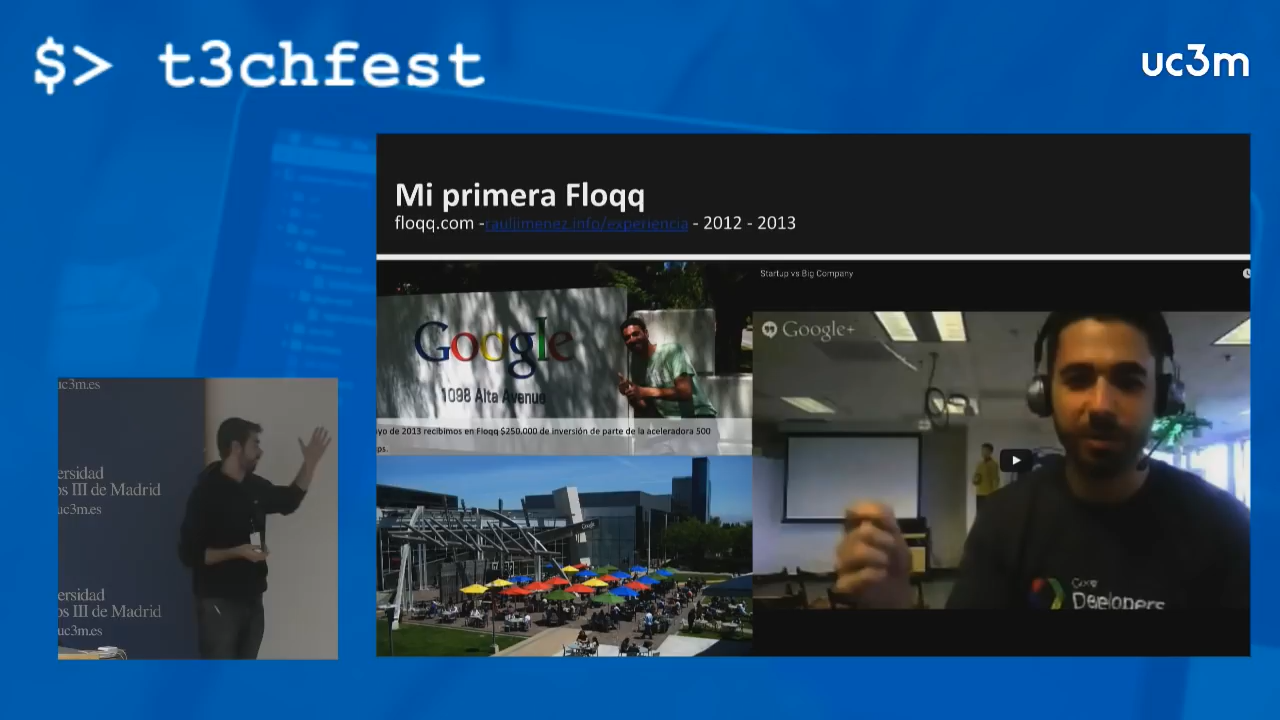 $> t3chfest
uc3m
Mi primera Floqq
floqq.com -rauljimenez.info/experiencia - 2012 - 2013
Startup vs Big Company
Google+
Google
1098 Alta Avenue
yo de 2013 recibimos en Floqq $250.000 de inversión de parte de la aceleradora 500
ps.
Developers
uc3m.es
ersidad
os III de Madrid
uc3m.es
ersidad
os III de Madrid
uc3m.es